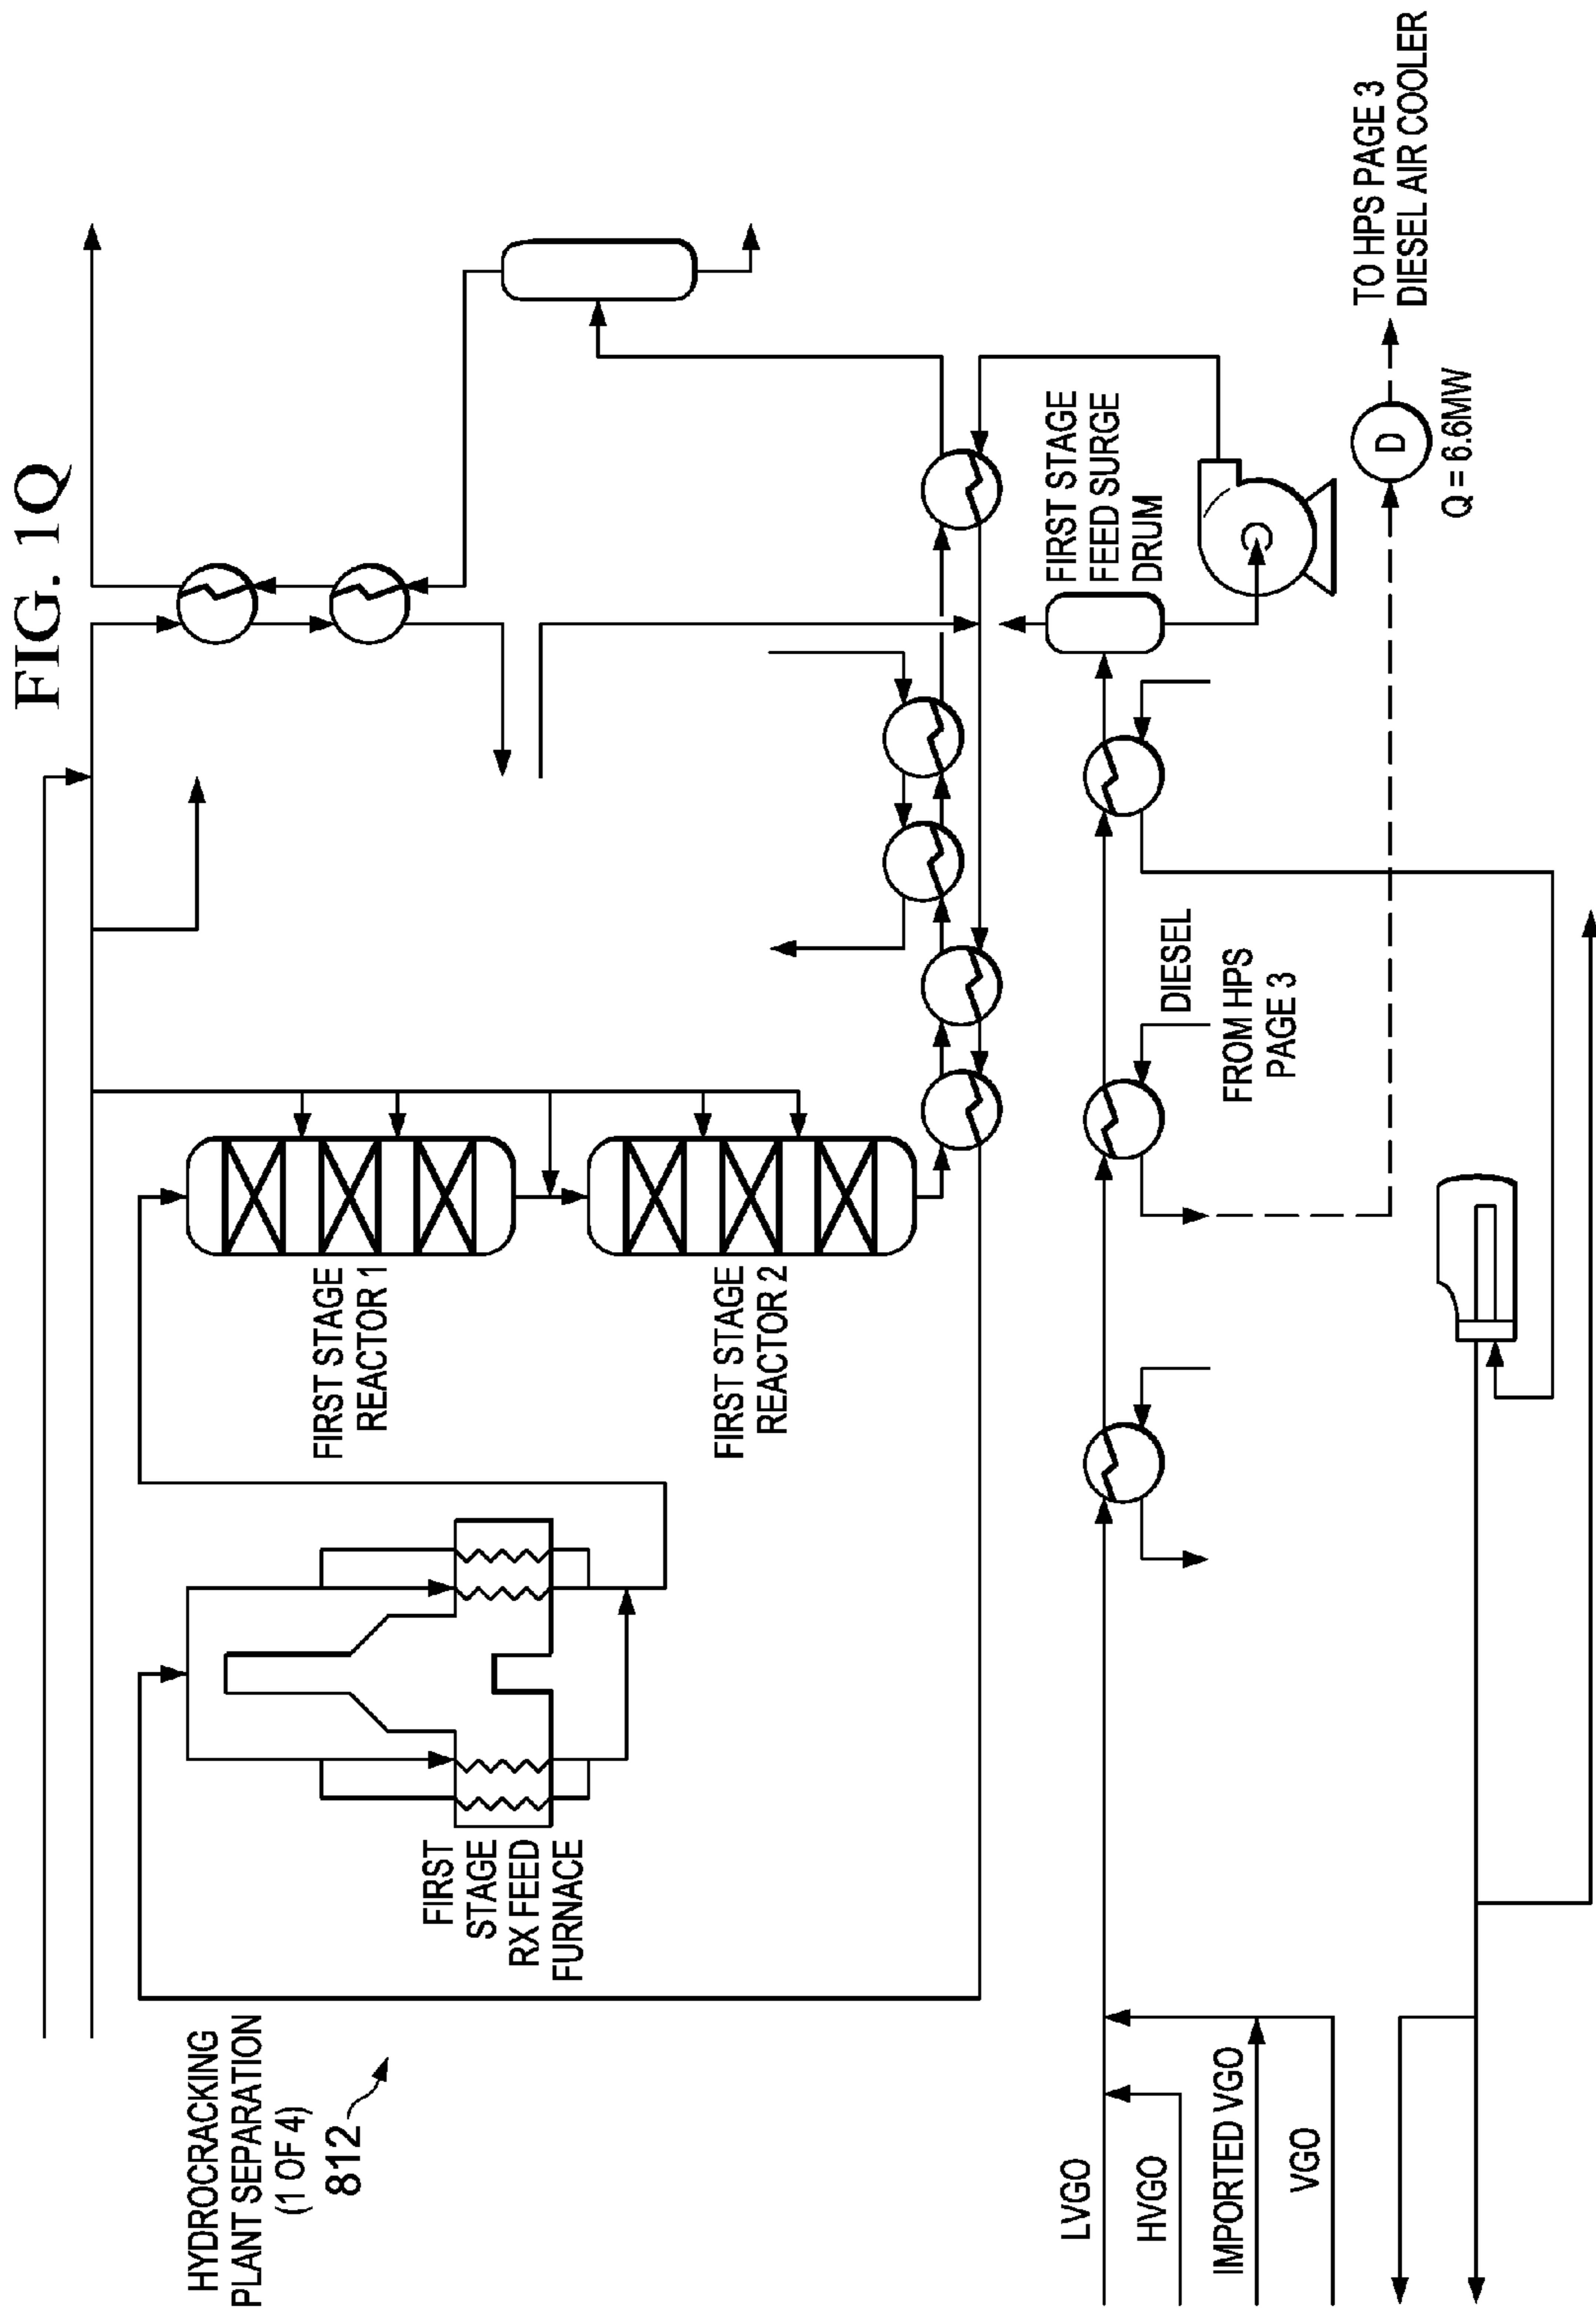 FIG. 1Q
HYDROCRACKING
PLANT SEPARATION
(1 OF 4)
812
FIRST
STAGE
RX FEED
FURNACE
FIRST STAGE
REACTOR 1
FIRST STAGE
REACTOR 2
LVGO
HVGO
IMPORTED VGO
VGO
DIESEL
FROM HPS
PAGE 3
FIRST STAGE
FEED SURGE
DRUM
D
Q = 6.6MW
TO HPS PAGE 3
DIESEL AIR COOLER